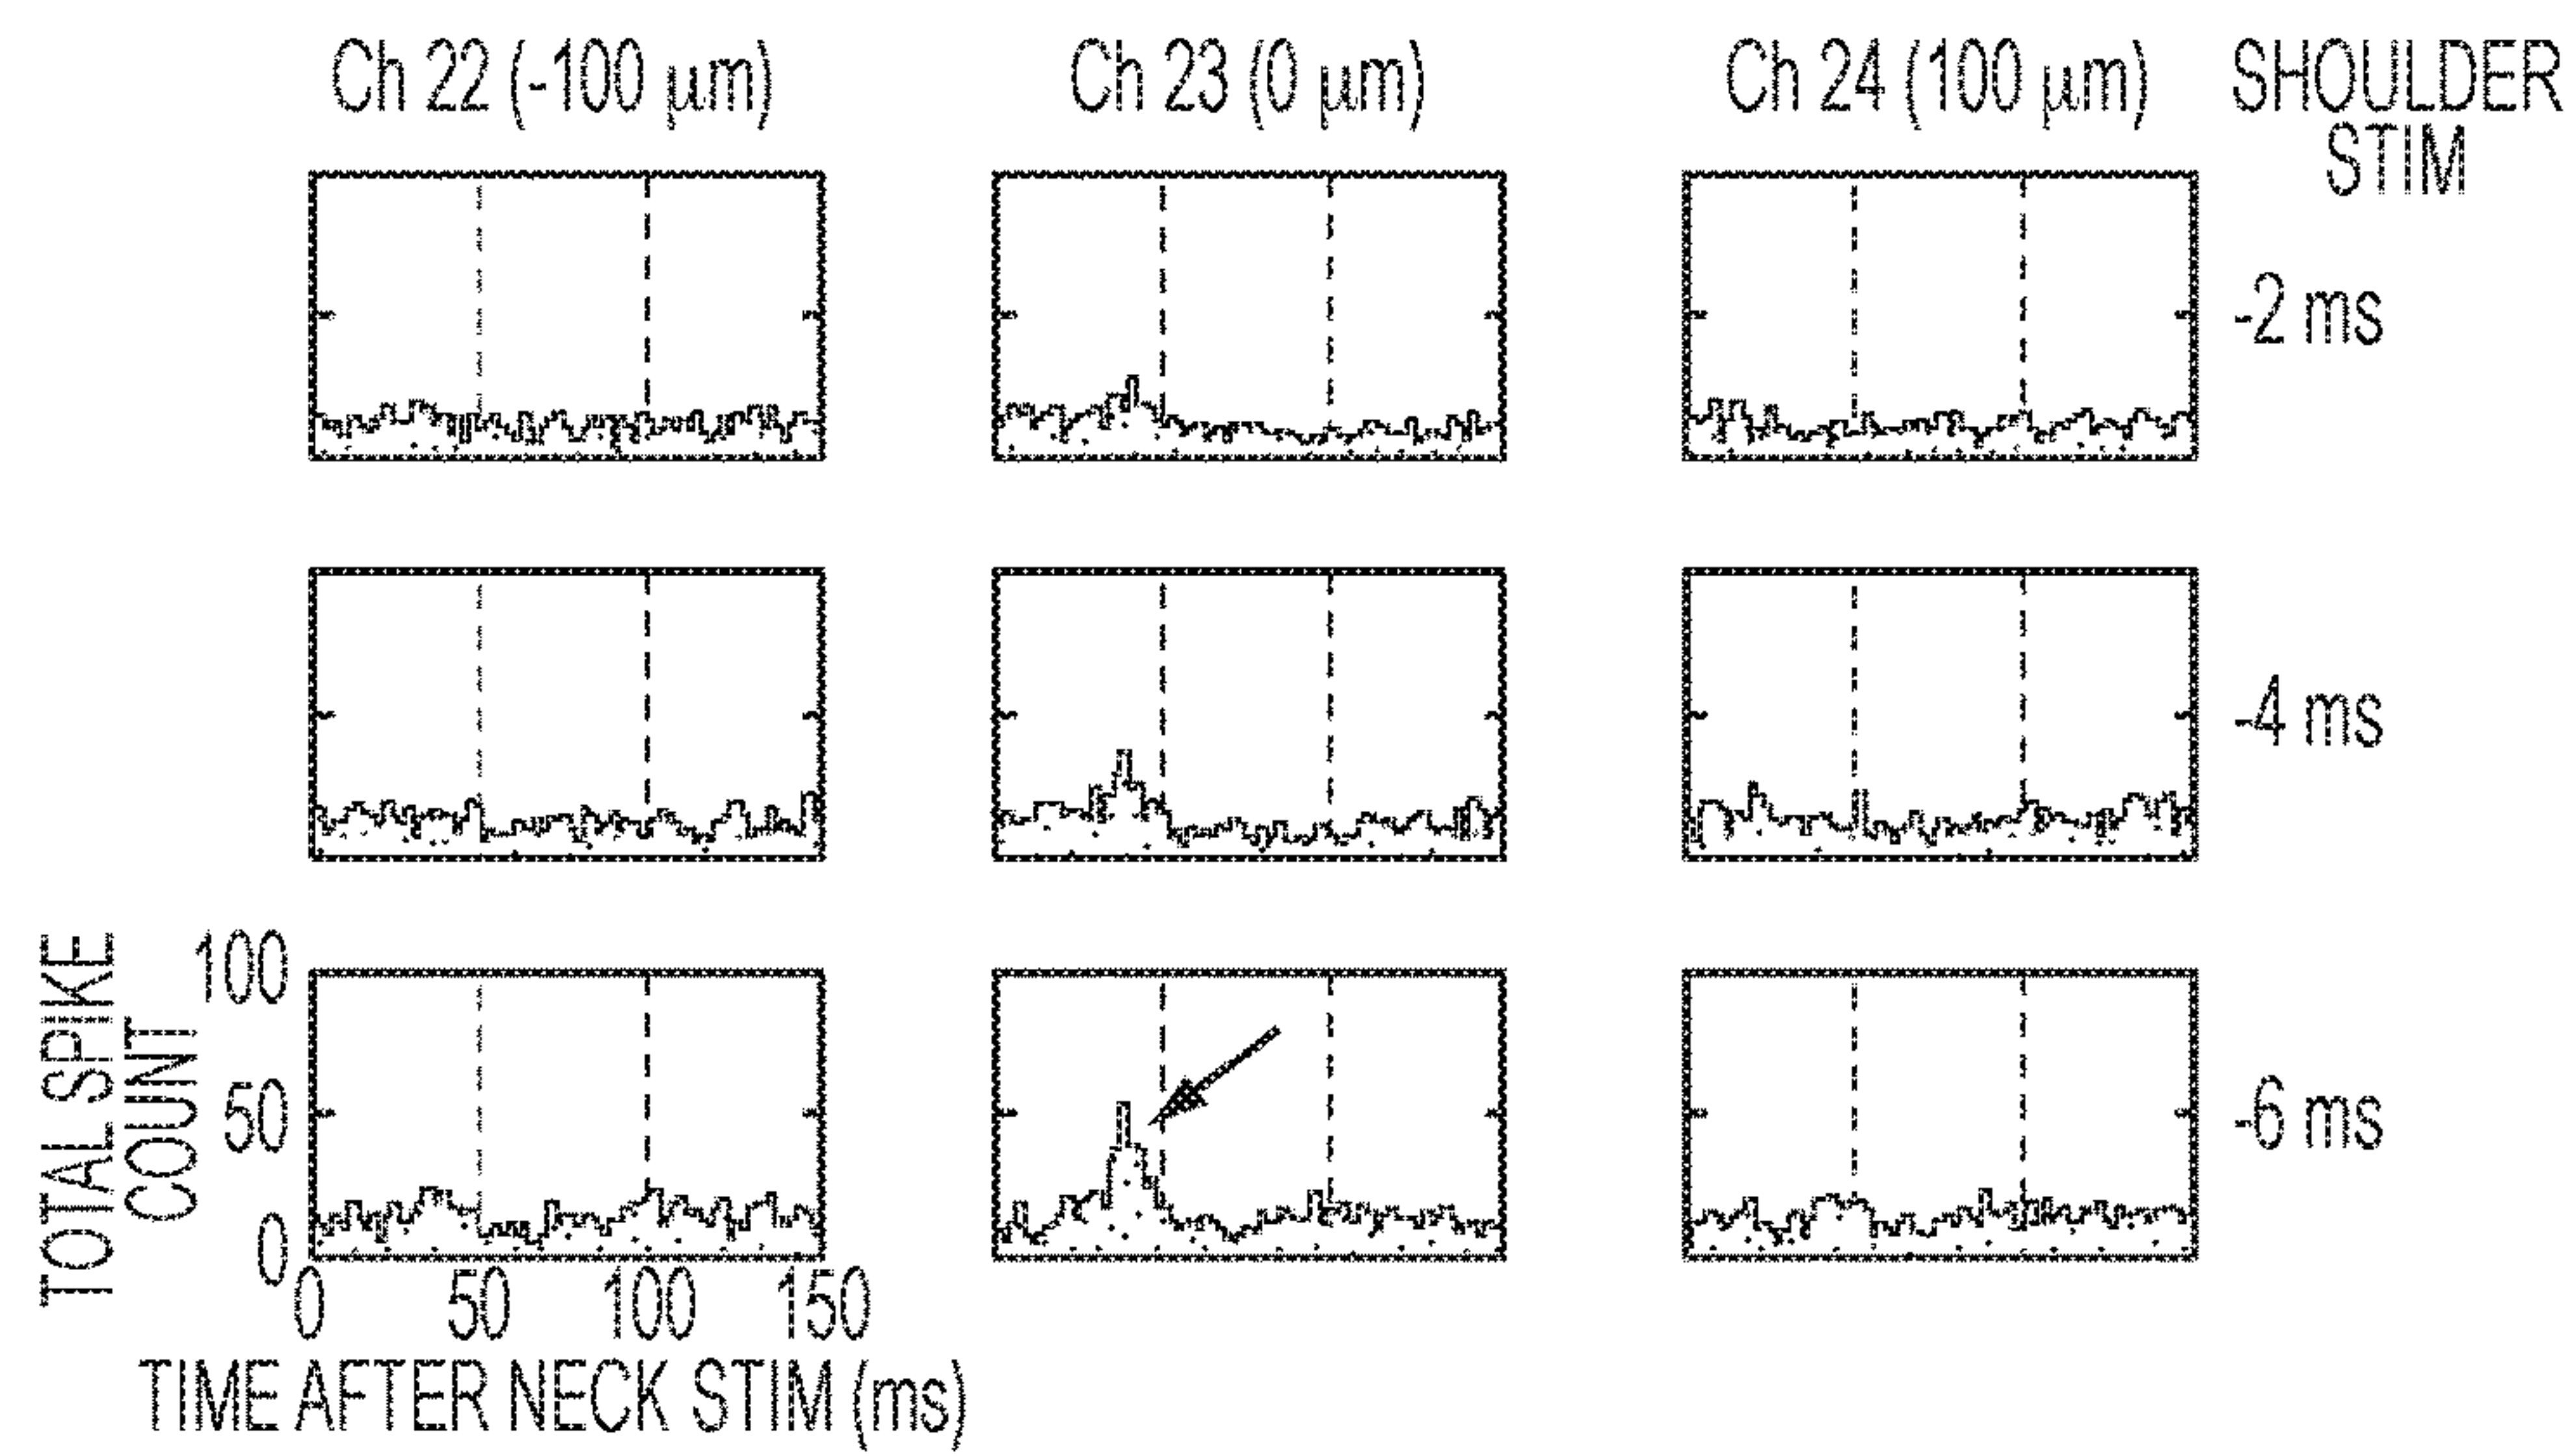 Ch 22 (-100 µm)
Ch 23 (0 µm)
Ch 24 (100 µm)
SHOULDER
STIM
-2 ms
-4 ms
-6 ms
TOTAL SPIKE
COUNT
100
50
0
0 50 100 150
TIME AFTER NECK STIM (ms)